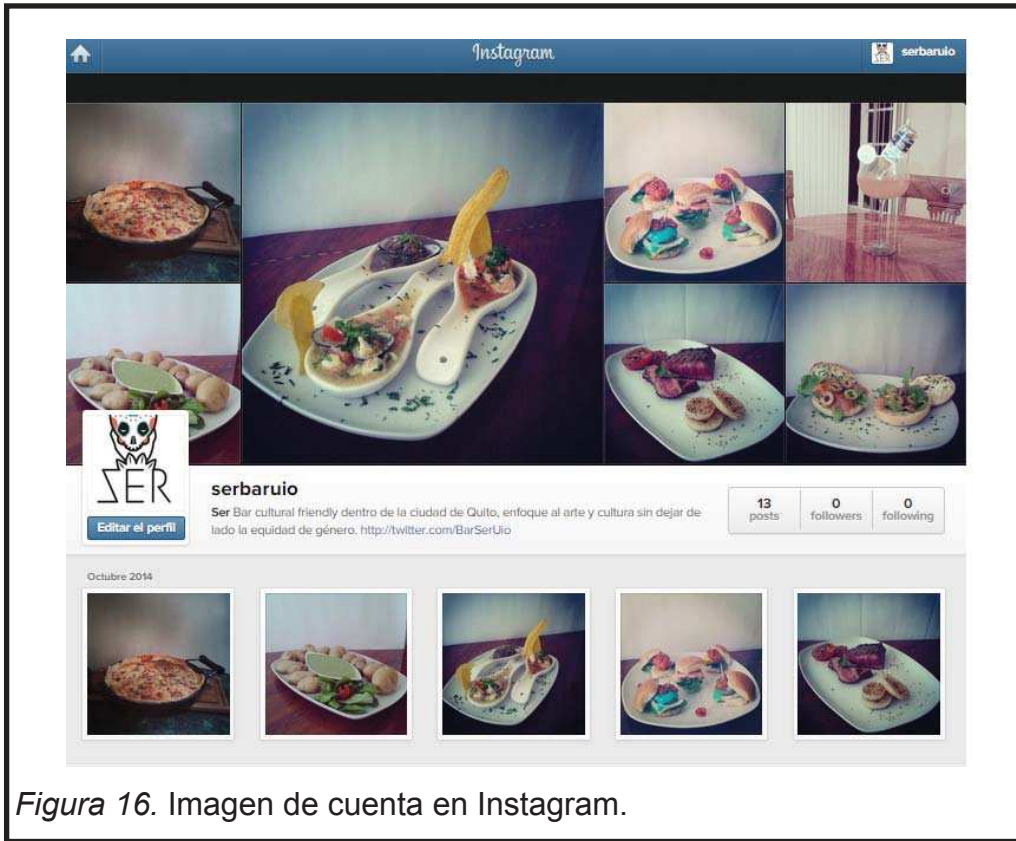 Instagram
serbaruio
SER
Editar el perfil
serbaruio
Ser Bar cultural friendly dentro de la ciudad de Quito, enfoque al arte y cultura sin dejar de
lado la equidad de género. http://twitter.com/BarSerUio
13 0 0
posts followers following
Octubre 2014
Figura 16. Imagen de cuenta en Instagram.